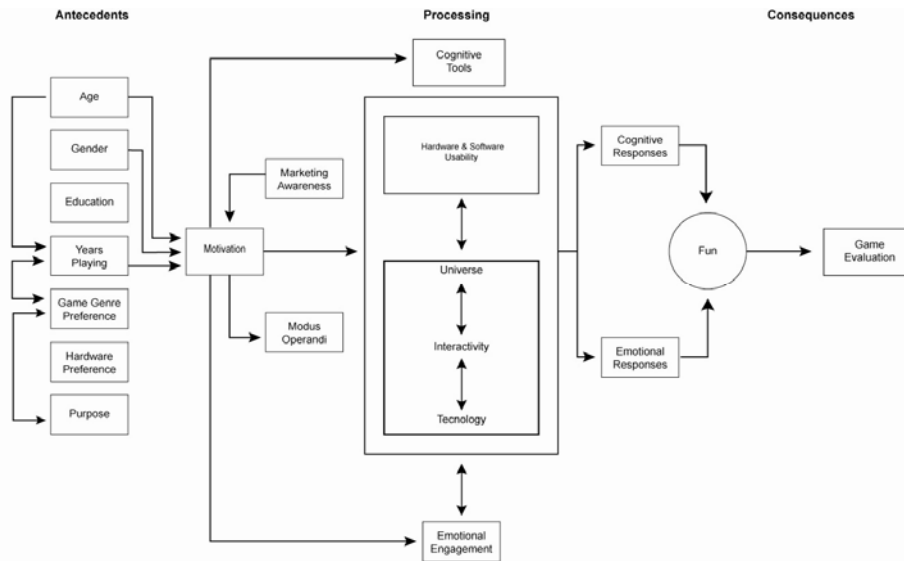 Antecedents
Processing
Consequences
Cognitive
Tools
Age
Gender
Education
Years
Playing
Game Genre
Preference
Hardware
Preference
Purpose
Marketing
Awareness
Motivation
Modus
Operandi
Hardware & Software
Usability
Universe
Interactivity
Tecnology
Emotional
Engagement
Cognitive
Responses
Emotional
Responses
Fun
Game
Evaluation